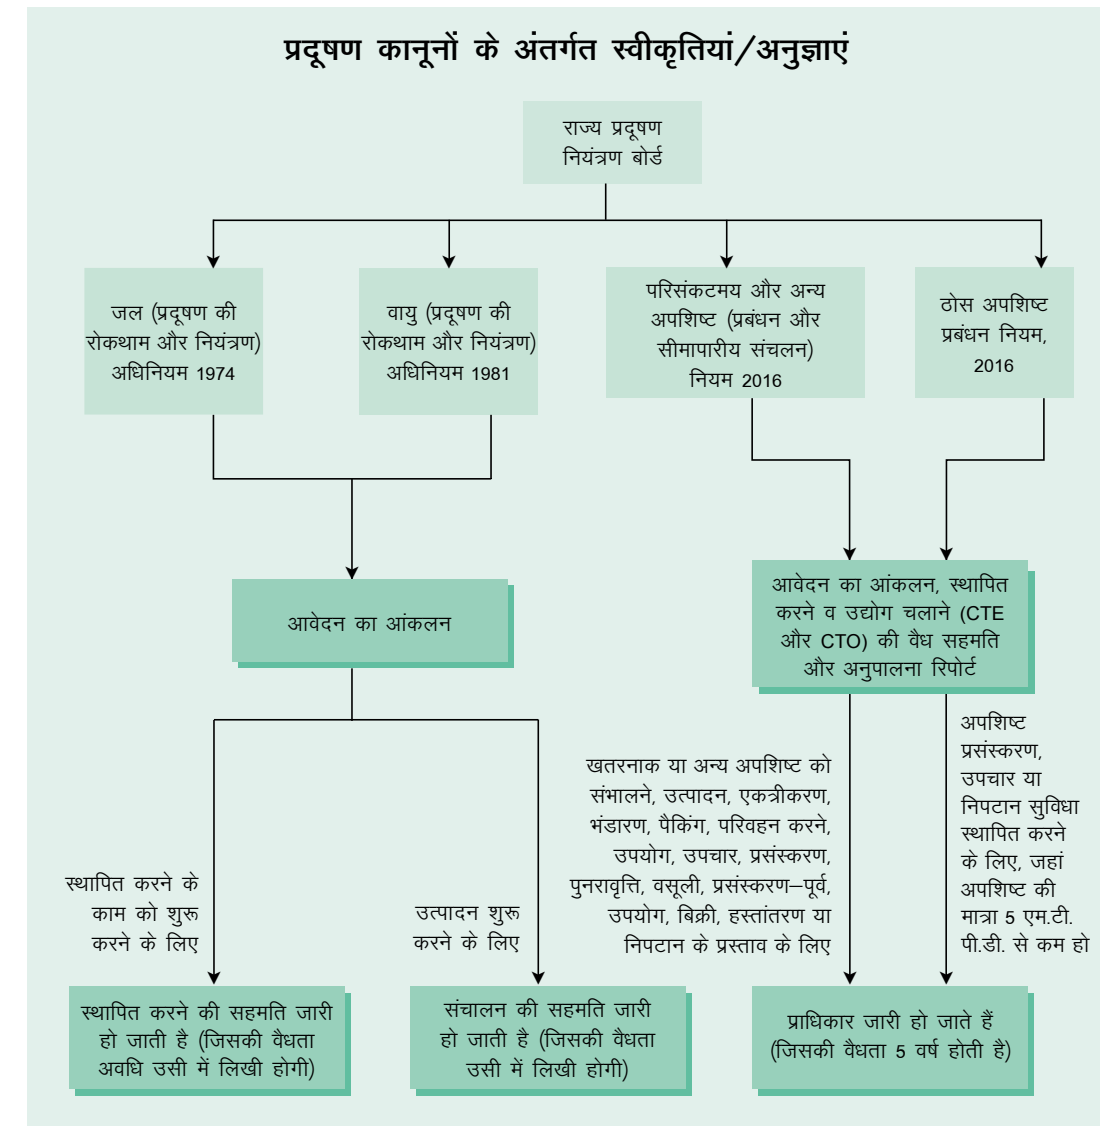 प्रदूषण कानूनों के अंतर्गत स्वीकृतियां/अनुज्ञाएं
राज्य प्रदूषण
नियंत्रण बोर्ड
जल (प्रदूषण की
रोकथाम और नियंत्रण)
अधिनियम 1974
वायु (प्रदूषण की
रोकथाम और नियंत्रण)
अधिनियम 1981
परिसंकटमय और अन्य
अपशिष्ट (प्रबंधन और
सीमापारीय संचलन)
नियम 2016
ठोस अपशिष्ट
प्रबंधन नियम,
2016
आवेदन का आंकलन
आवेदन का आंकलन, स्थापित
करने व उद्योग चलाने (CTE
और CTO) की वैध सहमति
और अनुपालना रिपोर्ट
स्थापित करने के
काम को शुरू
करने के लिए
उत्पादन शुरू
करने के लिए
खतरनाक या अन्य अपशिष्ट को
संभालने, उत्पादन, एकत्रीकरण,
भंडारण, पैकिंग, परिवहन करने,
उपयोग, उपचार, प्रसंस्करण,
पुनरावृत्ति, वसूली, प्रसंस्करण–पूर्व,
उपयोग, बिक्री, हस्तांतरण या
निपटान के प्रस्ताव के लिए
अपशिष्ट
प्रसंस्करण,
उपचार या
निपटान सुविधा
स्थापित करने
के लिए, जहां
अपशिष्ट की
मात्रा 5 एम.टी.
पी.डी. से कम हो
स्थापित करने की सहमति जारी
हो जाती है (जिसकी वैधता
अवधि उसी में लिखी होगी)
संचालन की सहमति जारी
हो जाती है (जिसकी वैधता
उसी में लिखी होगी)
प्राधिकार जारी हो जाते हैं
(जिसकी वैधता 5 वर्ष होती है)